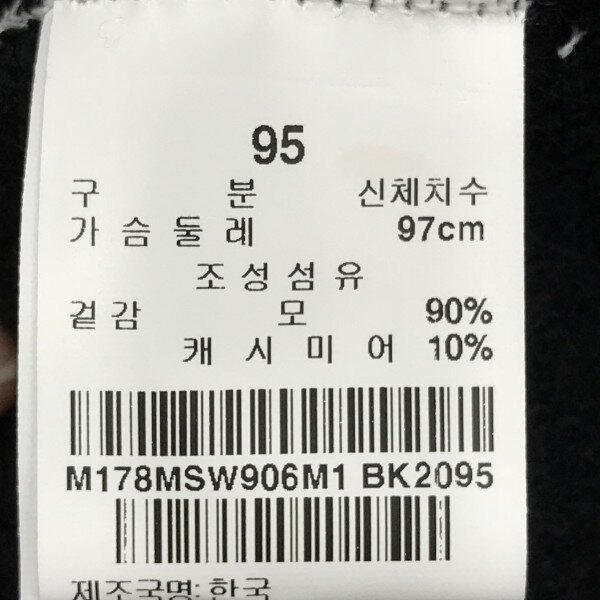 95
구 분 신체치수
가슴둘레 97cm
조성섬유
겉감 모 90%
캐시미어 10%
M178MSW906M1 BK2095
제조국명: 한국